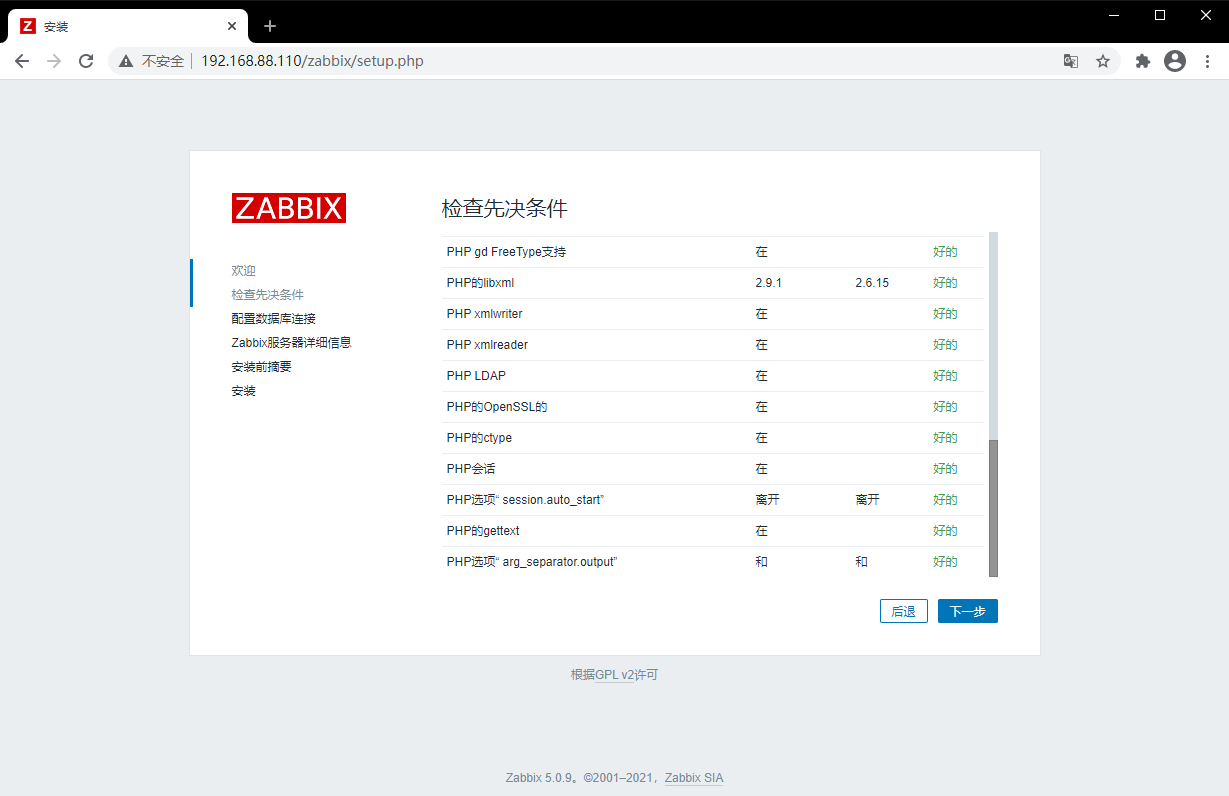 安装
不安全 192.168.88.110/zabbix/setup.php
ZABBIX
欢迎
检查先决条件
配置数据库连接
Zabbix服务器详细信息
安装前摘要
安装
检查先决条件
PHP gd FreeType支持 在 好的
PHP的libxml 2.9.1 2.6.15 好的
PHP xmlwriter 在 好的
PHP xmlreader 在 好的
PHP LDAP 在 好的
PHP的OpenSSL的 在 好的
PHP的ctype 在 好的
PHP会话 在 好的
PHP选项“ session.auto_start” 离开 离开 好的
PHP的gettext 在 好的
PHP选项“ arg_separator.output” 和 和 好的
后退 下一步
根据GPL v2许可
Zabbix 5.0.9。©2001–2021，Zabbix SIA